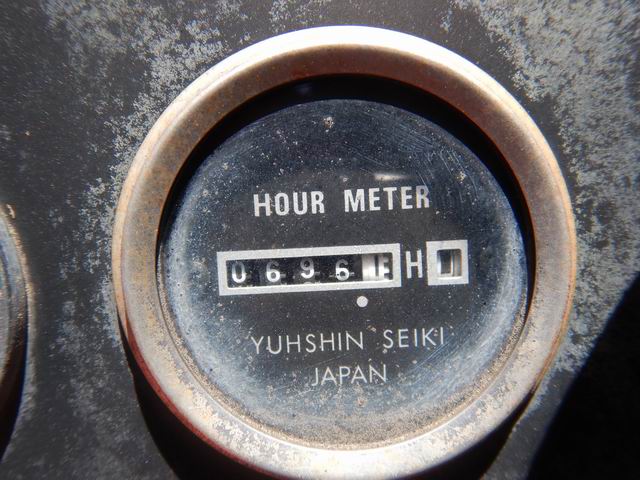 HOUR METER
0696 H
YUHSHIN SEIKI
JAPAN